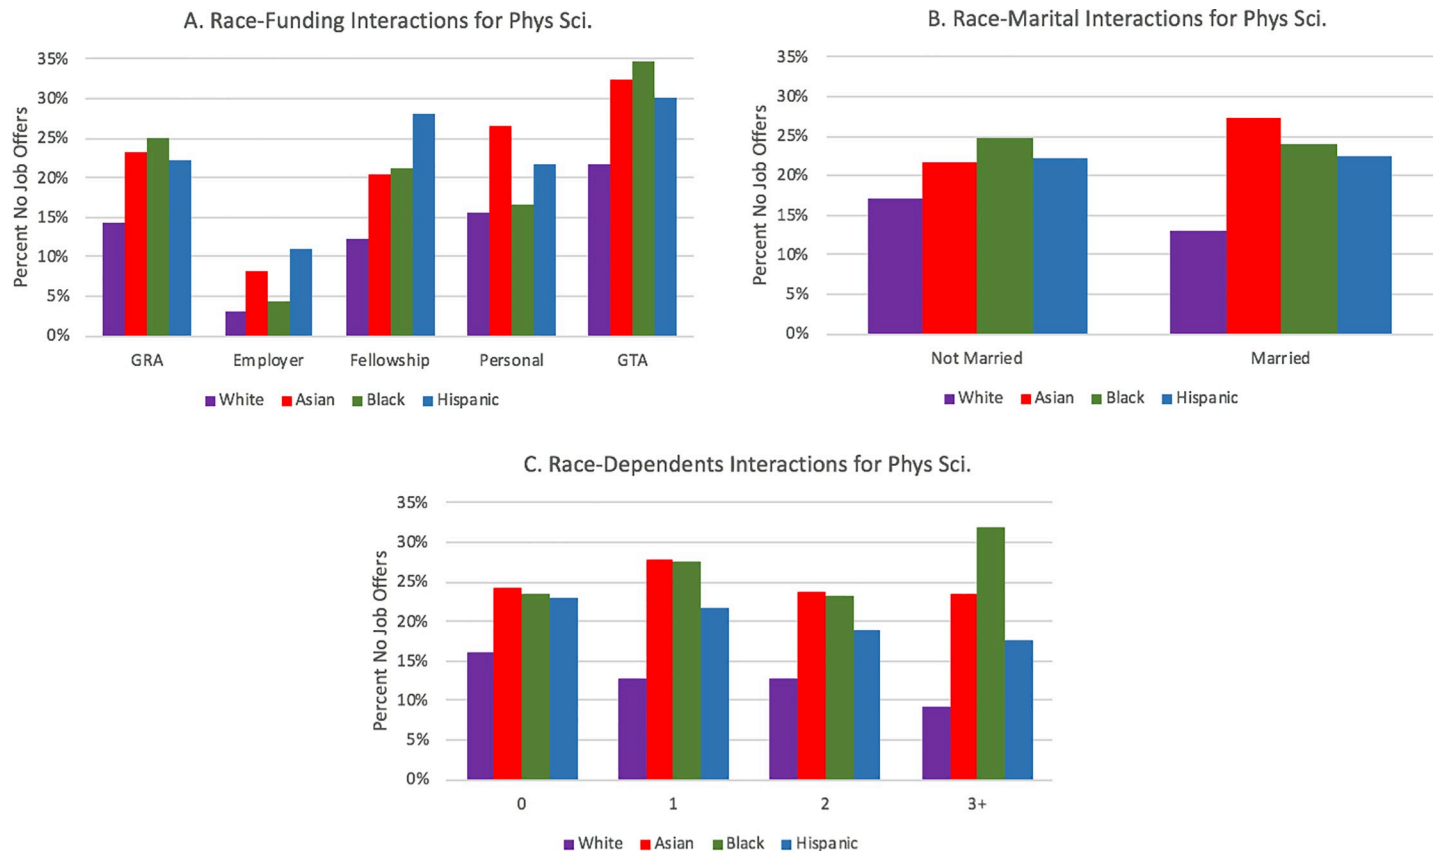 A. Race-Funding Interactions for Phys Sci.
Percent No Job Offers
35%
30%
25%
20%
15%
10%
5%
0%
GRA Employer Fellowship Personal GTA
White Asian Black Hispanic
B. Race-Marital Interactions for Phys Sci.
Percent No Job Offers
35%
30%
25%
20%
15%
10%
5%
0%
Not Married Married
White Asian Black Hispanic
C. Race-Dependents Interactions for Phys Sci.
Percent No Job Offers
35%
30%
25%
20%
15%
10%
5%
0%
0 1 2 3+
White Asian Black Hispanic